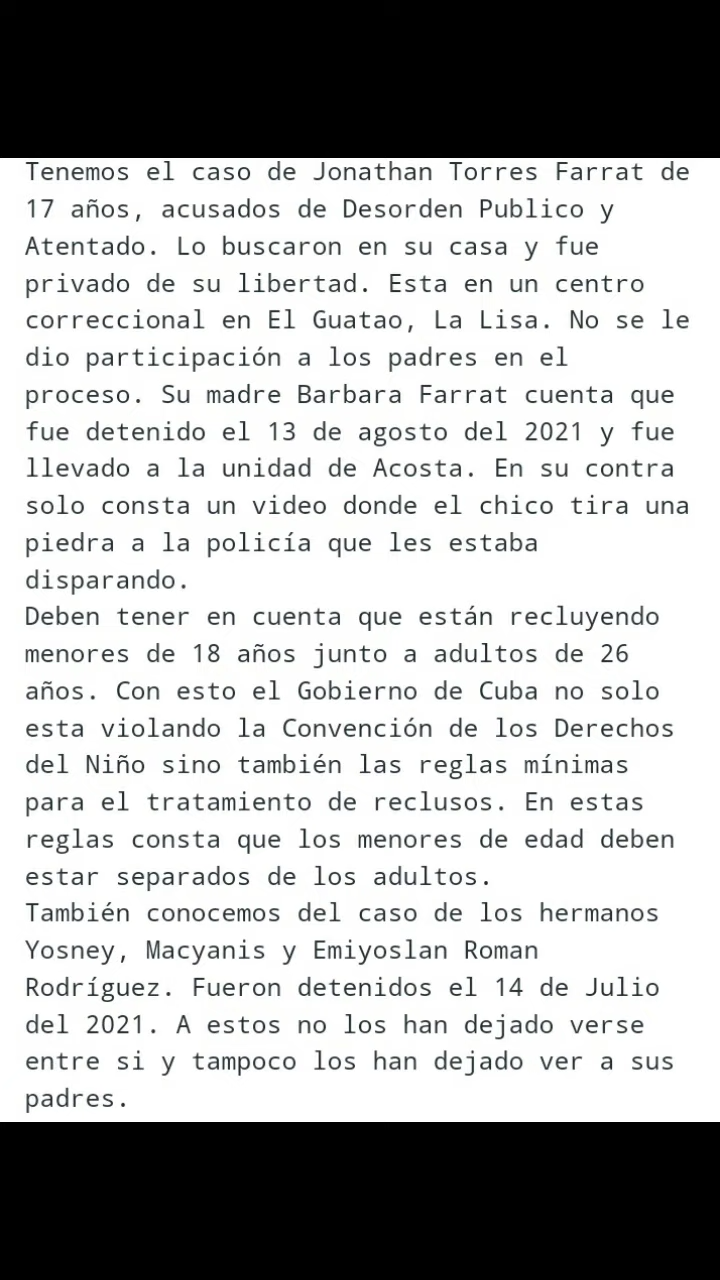 Tenemos el caso de Jonathan Torres Farrat de
17 años, acusados de Desorden Publico y
Atentado. Lo buscaron en su casa y fue
privado de su libertad. Esta en un centro
correccional en El Guatao, La Lisa. No se le
dio participación a los padres en el
proceso. Su madre Barbara Farrat cuenta que
fue detenido el 13 de agosto del 2021 y fue
llevado a la unidad de Acosta. En su contra
solo consta un video donde el chico tira una
piedra a la policía que les estaba
disparando.
Deben tener en cuenta que están recluyendo
menores de 18 años junto a adultos de 26
años. Con esto el Gobierno de Cuba no solo
esta violando la Convención de los Derechos
del Niño sino también las reglas mínimas
para el tratamiento de reclusos. En estas
reglas consta que los menores de edad deben
estar separados de los adultos.
También conocemos del caso de los hermanos
Yosney, Macyanis y Emiyoslan Roman
Rodríguez. Fueron detenidos el 14 de Julio
del 2021. A estos no los han dejado verse
entre si y tampoco los han dejado ver a sus
padres.